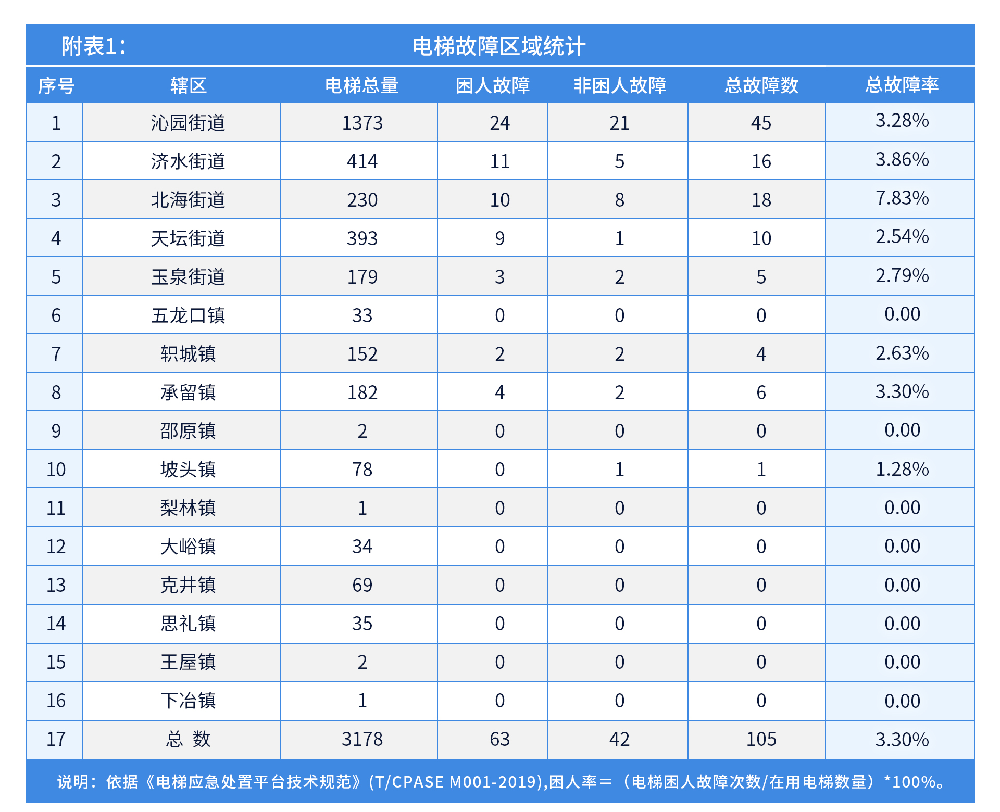 附表1： 电梯故障区域统计
序号 辖区 电梯总量 困人故障 非困人故障 总故障数 总故障率
1 沁园街道 1373 24 21 45 3.28%
2 济水街道 414 11 5 16 3.86%
3 北海街道 230 10 8 18 7.83%
4 天坛街道 393 9 1 10 2.54%
5 玉泉街道 179 3 2 5 2.79%
6 五龙口镇 33 0 0 0 0.00
7 轵城镇 152 2 2 4 2.63%
8 承留镇 182 4 2 6 3.30%
9 邵原镇 2 0 0 0 0.00
10 坡头镇 78 0 1 1 1.28%
11 梨林镇 1 0 0 0 0.00
12 大峪镇 34 0 0 0 0.00
13 克井镇 69 0 0 0 0.00
14 思礼镇 35 0 0 0 0.00
15 王屋镇 2 0 0 0 0.00
16 下冶镇 1 0 0 0 0.00
17 总 数 3178 63 42 105 3.30%
说明：依据《电梯应急处置平台技术规范》(T/CPASE M001-2019),困人率＝（电梯困人故障次数/在用电梯数量）*100%。